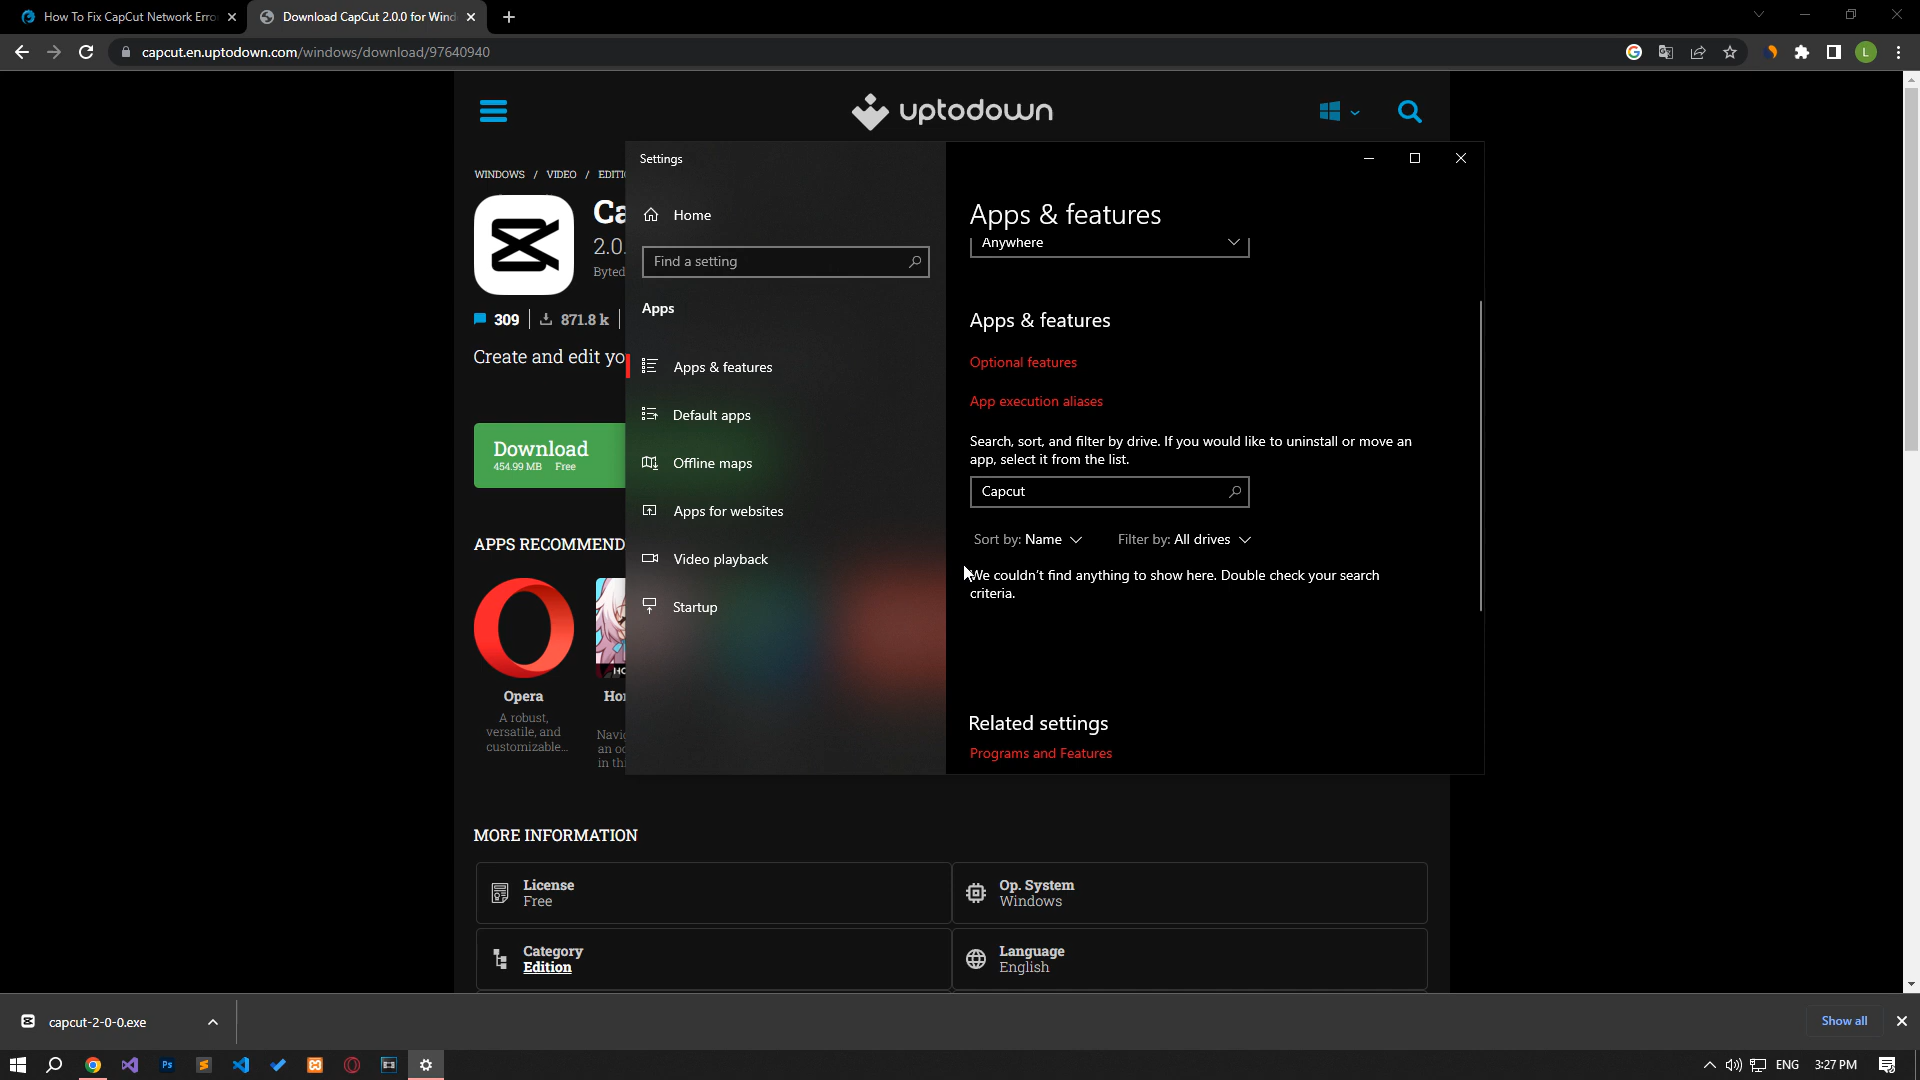 How To Fix CapCut Network Erro
Download CapCut 2.0.0 for Wind
capcut.en.uptodown.com/windows/download/97640940
L
uptodown
WINDOWS / VIDEO / EDITI
Ca
2.0.
Byted
309
871.8 k
Create and edit yo
Download
454.99 MB Free
APPS RECOMMEND
Opera
A robust,
versatile, and
customizable...
HO
Hor
Navig
an oc
in thi
Settings
Home
Find a setting
Apps
Apps & features
Default apps
Offline maps
Apps for websites
Video playback
Startup
Apps & features
Anywhere
Apps & features
Optional features
App execution aliases
Search, sort, and filter by drive. If you would like to uninstall or move an
app, select it from the list.
Capcut
Sort by: Name
Filter by: All drives
We couldn't find anything to show here. Double check your search
criteria.
Related settings
Programs and Features
MORE INFORMATION
License
Free
Op. System
Windows
Category
Edition
Language
English
capcut-2-0-0.exe
Show all
Ps
ENG
3:27 PM